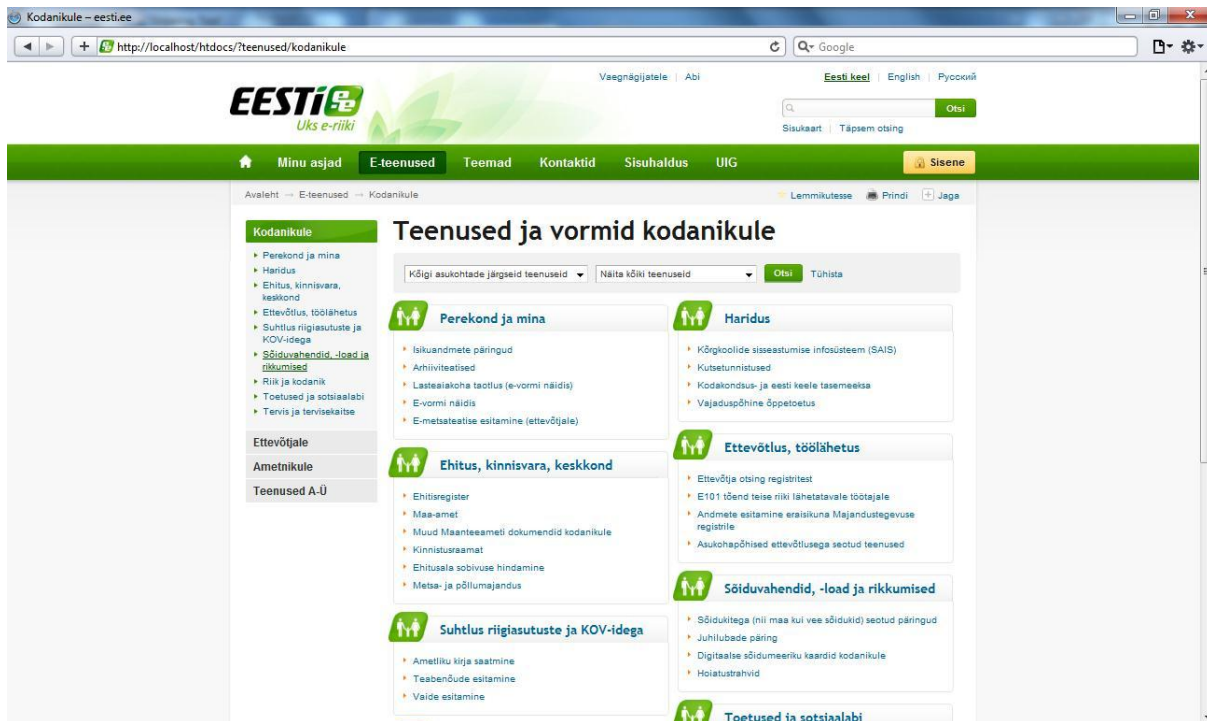 Kodanikule – eesti.ee
http://localhost/htdocs/?teenused/kodanikule
Google
Vaegnägijatele
Abi
Eesti keel
English
Русский
EESTI
Uks e-riiki
Otsi
Sisukaart
Täpsem otsing
Minu asjad
E-teenused
Teemad
Kontaktid
Sisuhaldus
UIG
Sisene
Avaleht → E-teenused → Kodanikule
Lemmikutesse
Prindi
Jaga
Kodanikule
Perekond ja mina
Haridus
Ehitus, kinnisvara,
keskkond
Ettevõtlus, töölähetus
Suhtlus riigiasutuste ja
KOV-idega
Sõiduvahendid, -load ja
rikkumised
Riik ja kodanik
Toetused ja sotsiaalabi
Tervis ja tervisekaitse
Ettevõtjale
Ametnikule
Teenused A-Ü
Teenused ja vormid kodanikule
Kõigi asukohtade järgseid teenuseid
Näita kõiki teenuseid
Otsi
Tühista
Perekond ja mina
Isikuandmete päringud
Arhiiviteatised
Lasteaiakoha taotlus (e-vormi näidis)
E-vormi näidis
E-metsateatise esitamine (ettevõtjale)
Ehitus, kinnisvara, keskkond
Ehitisregister
Maa-amet
Muud Maanteeameti dokumendid kodanikule
Kinnistusraamat
Ehitusala sobivuse hindamine
Metsa- ja põllumajandus
Suhtlus riigiasutuste ja KOV-idega
Ametliku kirja saatmine
Teabenõude esitamine
Vaide esitamine
Haridus
Kõrgkoolide sisseastumise infosüsteem (SAIS)
Kutsetunnistused
Kodakondsus- ja eesti keele tasemeeksa
Vajaduspõhine õppetoetus
Ettevõtlus, töölähetus
Ettevõtja otsing registritest
E101 tõend teise riiki lähetatavale töötajale
Andmete esitamine eraisikuna Majandustegevuse
registrile
Asukohapõhised ettevõtlusega seotud teenused
Sõiduvahendid, -load ja rikkumised
Sõidukitega (nii maa kui vee sõidukid) seotud päringud
Juhilubade päring
Digitaalse sõidumeeriku kaardid kodanikule
Hoiatustrahvid
Toetused ja sotsiaalabi